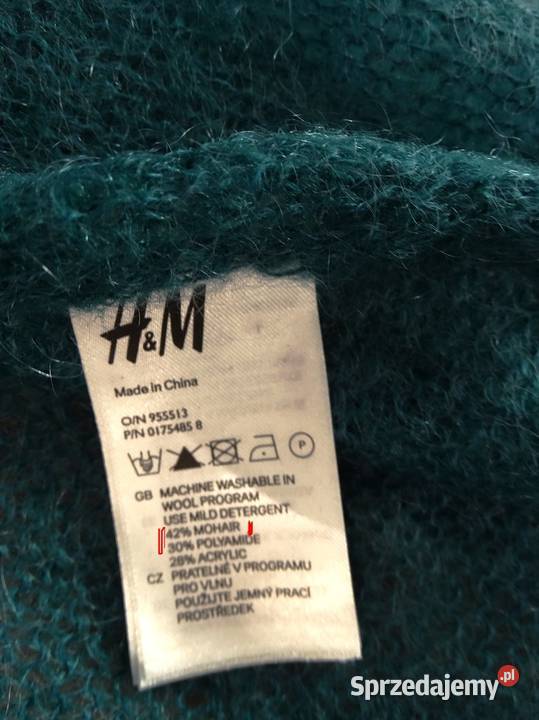 H&M
Made in China
O/N 955513
P/N 0175485 8
P
GB MACHINE WASHABLE IN
WOOL PROGRAM
USE MILD DETERGENT
42% MOHAIR
30% POLYAMIDE
28% ACRYLIC
CZ PRATELNÉ V PROGRAMU
PRO VLNU
POUŽIJTE JEMNÝ PRACÍ
PROSTŘEDEK
Sprzedajemy.pl